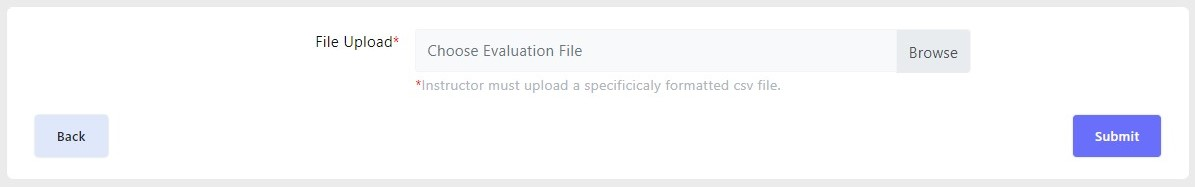 File Upload*
Choose Evaluation File
Browse
*Instructor must upload a specificicaly formatted csv file.
Back
Submit